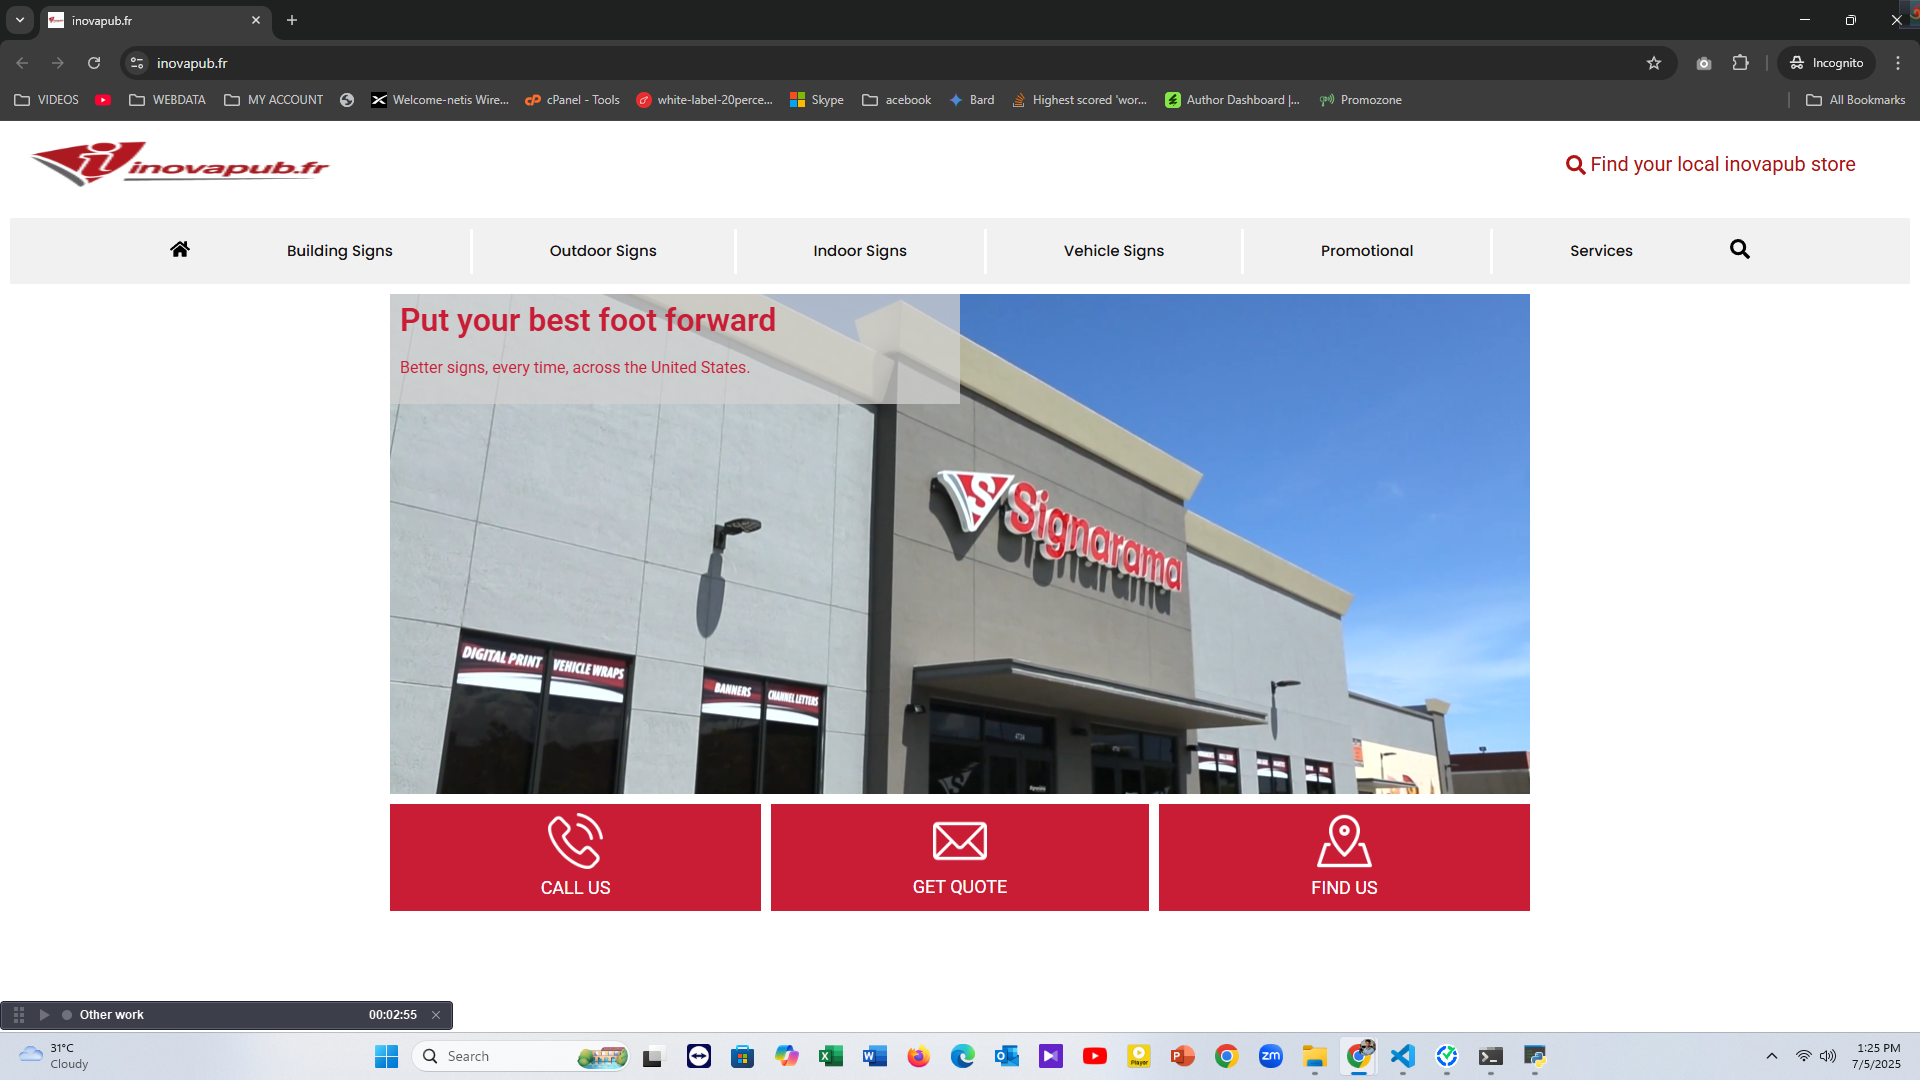 inovapub.fr
inovapub.fr
Incognito
VIDEOS
WEBDATA
MY ACCOUNT
Welcome-netis Wire...
cPanel - Tools
white-label-20perce...
Skype
acebook
Bard
Highest scored 'wor...
Author Dashboard |...
Promozone
All Bookmarks
inovapub.fr
Find your local inovapub store
Building Signs
Outdoor Signs
Indoor Signs
Vehicle Signs
Promotional
Services
Put your best foot forward
Better signs, every time, across the United States.
Signarama
DIGITAL PRINT
VEHICLE WRAPS
BANNERS
CHANNEL LETTERS
CALL US
GET QUOTE
FIND US
Other work
00:02:55
31°C
Cloudy
Search
Player
zm
1:25 PM
7/5/2025